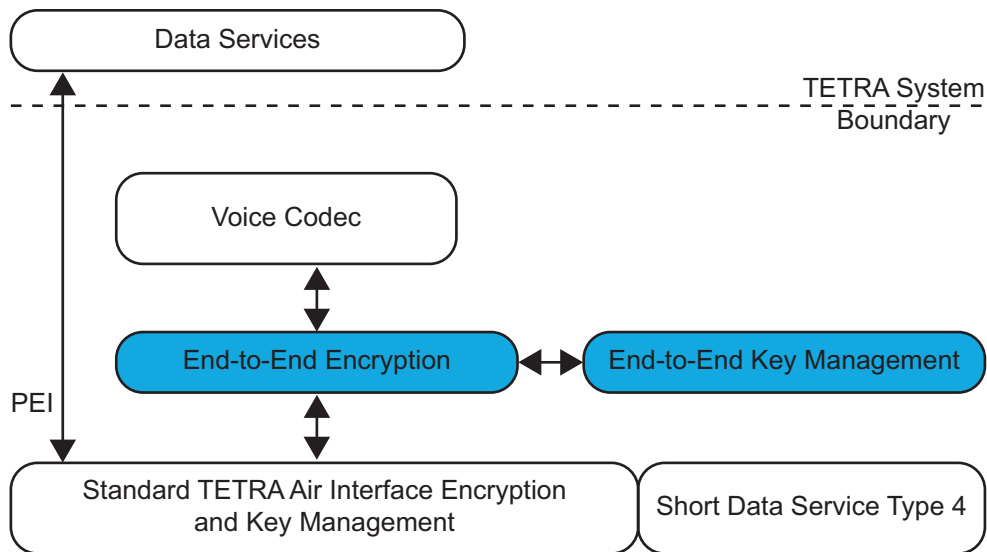 Data Services
TETRA System
Boundary
Voice Codec
End-to-End Encryption
End-to-End Key Management
PEI
Standard TETRA Air Interface Encryption
and Key Management
Short Data Service Type 4